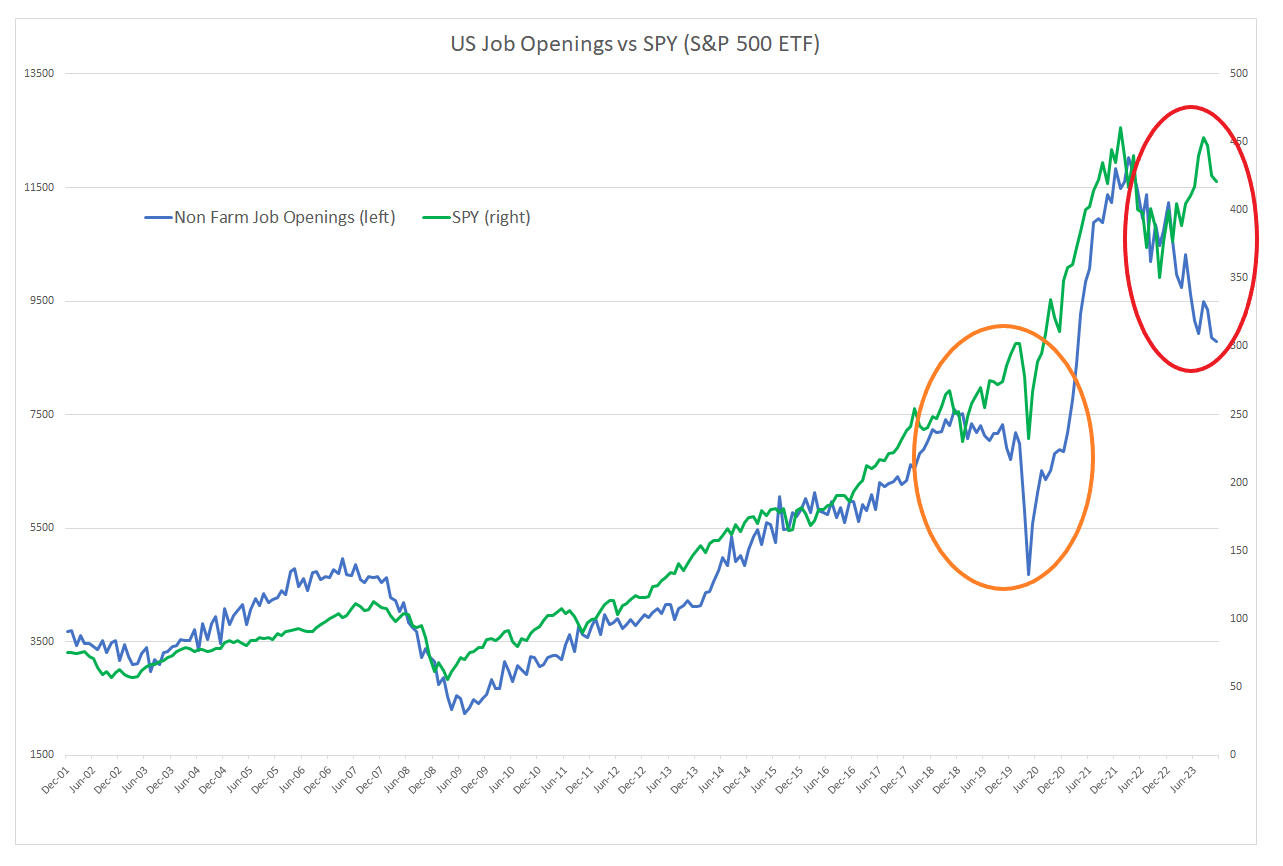 US Job Openings vs SPY (S&P 500 ETF)
13500
11500
9500
7500
5500
3500
1500
500
450
400
350
300
250
200
150
100
50
0
Non Farm Job Openings (left)
SPY (right)
Dec-01
Jun-02
Dec-02
Jun-03
Dec-03
Jun-04
Dec-04
Jun-05
Dec-05
Jun-06
Dec-06
Jun-07
Dec-07
Jun-08
Dec-08
Jun-09
Dec-09
Jun-10
Dec-10
Jun-11
Dec-11
Jun-12
Dec-12
Jun-13
Dec-13
Jun-14
Dec-14
Jun-15
Dec-15
Jun-16
Dec-16
Jun-17
Dec-17
Jun-18
Dec-18
Jun-19
Dec-19
Jun-20
Dec-20
Jun-21
Dec-21
Jun-22
Dec-22
Jun-23